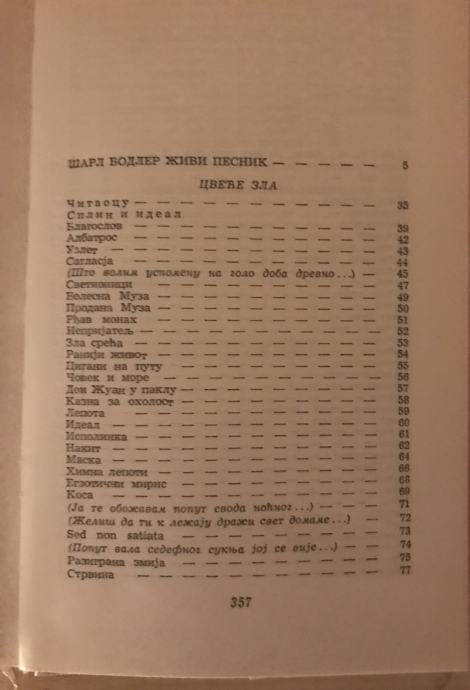 ШАРЛ БОДЛЕР ЖИВИ ПЕСНИК — — — — — 5
ЦВЕЋЕ ЗЛА
Читаоцу — — — — — — — — — — 35
Сплин и идеал
Благослов — — — — — — — — — — 39
Албатрос — — — — — — — — — — 42
Узлет — — — — — — — — — — 43
Сагласја — — — — — — — — — — 44
(Што волим успомену на голо доба древно...) — 45
Светионици — — — — — — — — — 47
Болесна Муза — — — — — — — — — 49
Продана Муза — — — — — — — — — 50
Рђав монах — — — — — — — — — 51
Непријатељ — — — — — — — — — 52
Зла срећа — — — — — — — — — 53
Ранији живот — — — — — — — — — 54
Цигани на путу — — — — — — — — 55
Човек и море — — — — — — — — — 56
Дон Жуан у паклу — — — — — — — — 57
Казна за охолост — — — — — — — — 58
Лепота — — — — — — — — — — 59
Идеал — — — — — — — — — — 60
Исполинка — — — — — — — — — — 61
Накит — — — — — — — — — — 62
Маска — — — — — — — — — — 64
Химна лепоти — — — — — — — — — 66
Егзотични мирис — — — — — — — — 68
Коса — — — — — — — — — — 69
(Ја те обожавам попут свода ноћног...) — — 71
(Желиш да ти к лежају дражи свет домаме...) — 72
Sed non satiata — — — — — — — — 73
(Попут вала седефног сукња јој се вије...) — — 74
Разиграна змија — — — — — — — — 75
Стрвина — — — — — — — — — — 77
357